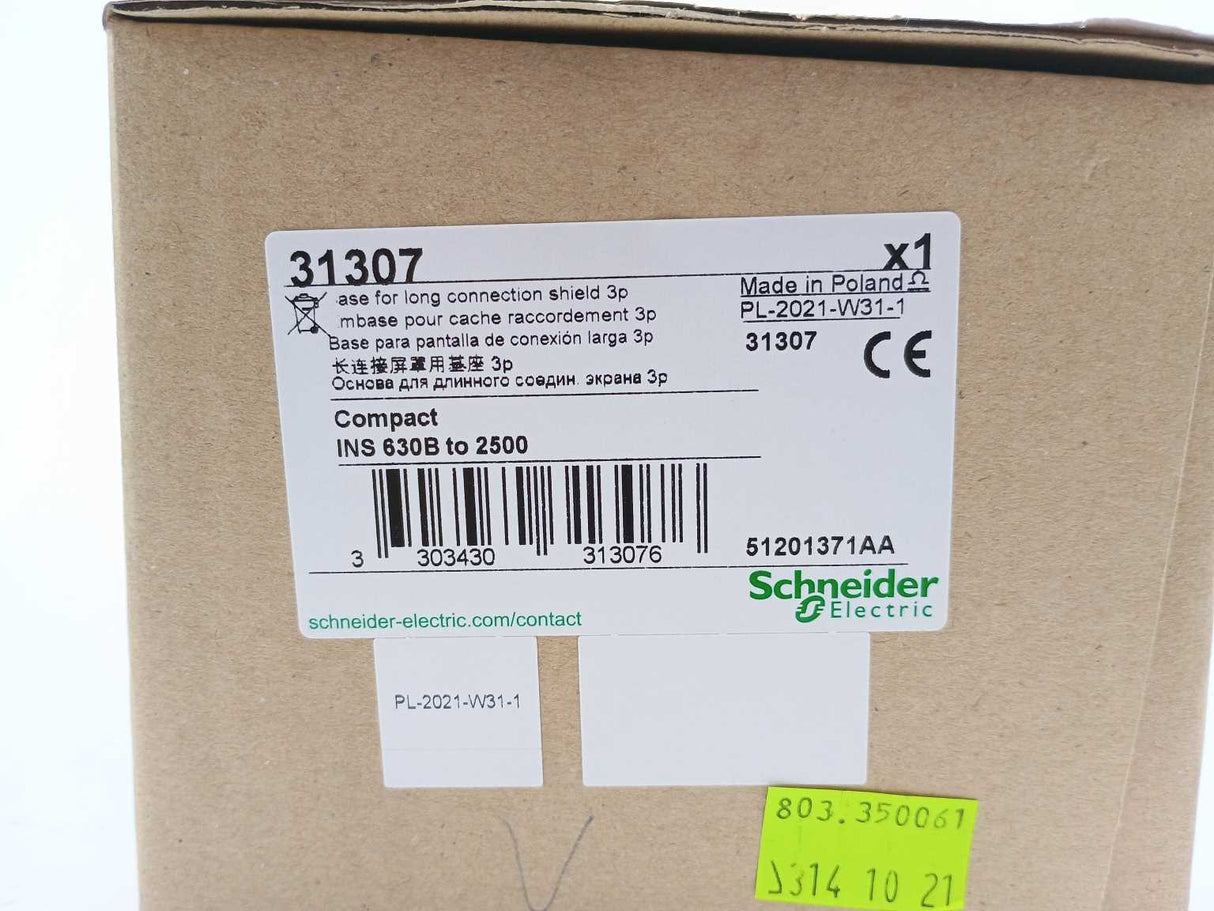 31307
x1
ase for long connection shield 3p
mbase pour cache raccordement 3p
Base para pantalla de conexión larga 3p
长连接屏罩用基座 3p
Основа для длинного соедин. экрана 3p
Made in Poland
PL-2021-W31-1
31307
CE
Compact
INS 630B to 2500
3 303430 313076
51201371AA
Schneider
Electric
schneider-electric.com/contact
PL-2021-W31-1
803.350061
14 10 21